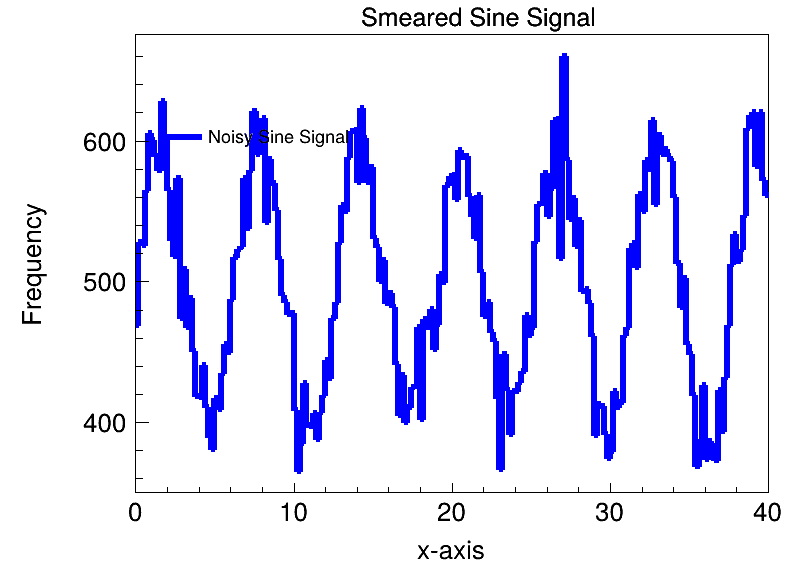 Smeared Sine Signal
Noisy Sine Signal
600
500
400
Frequency
0 10 20 30 40
x-axis